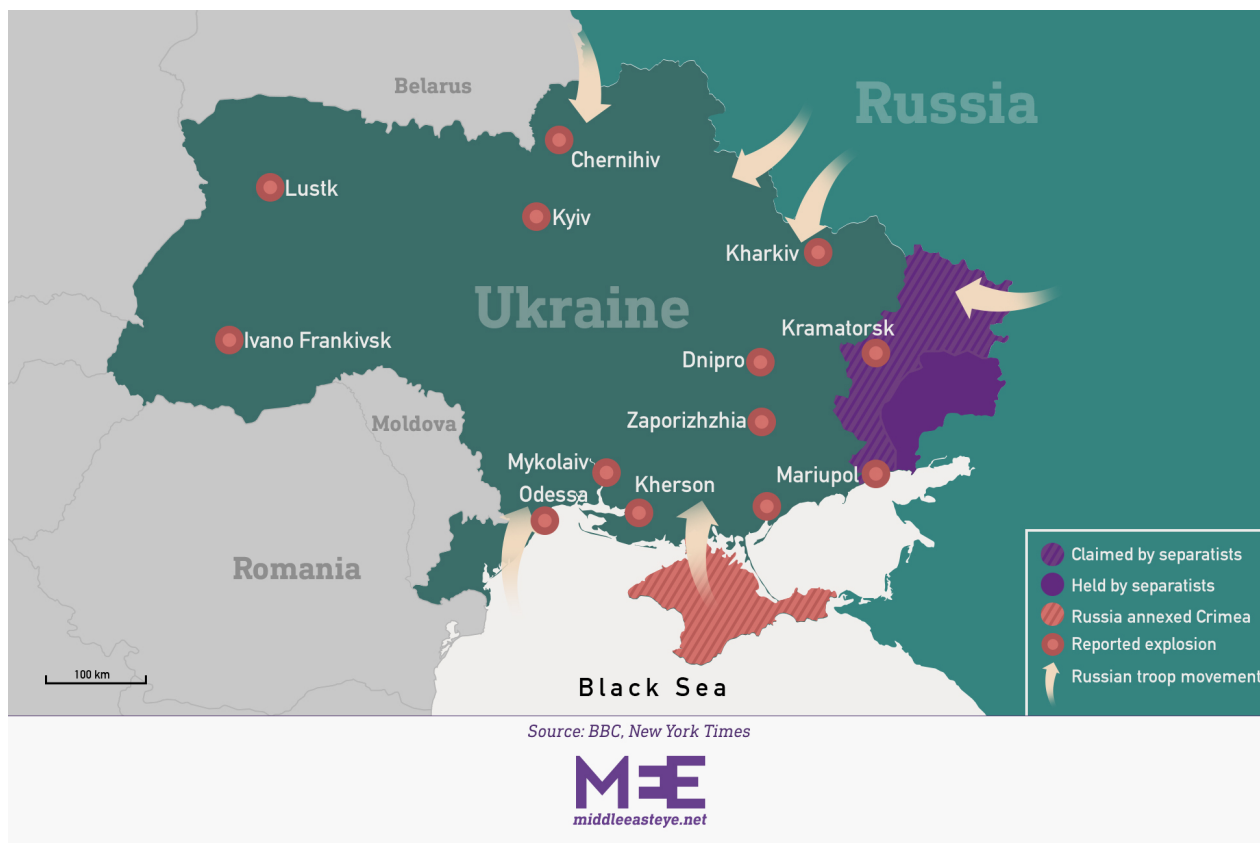 Belarus
Russia
Chernihiv
Lustk
Kyiv
Kharkiv
Ukraine
Kramatorsk
Ivano Frankivsk
Dnipro
Moldova
Zaporizhzhia
Mykolaiv
Mariupol
Kherson
Odessa
Romania
Claimed by separatists
Held by separatists
Russia annexed Crimea
Reported explosion
Russian troop movement
100 km
Black Sea
Source: BBC, New York Times
MEE
middleeasteye.net